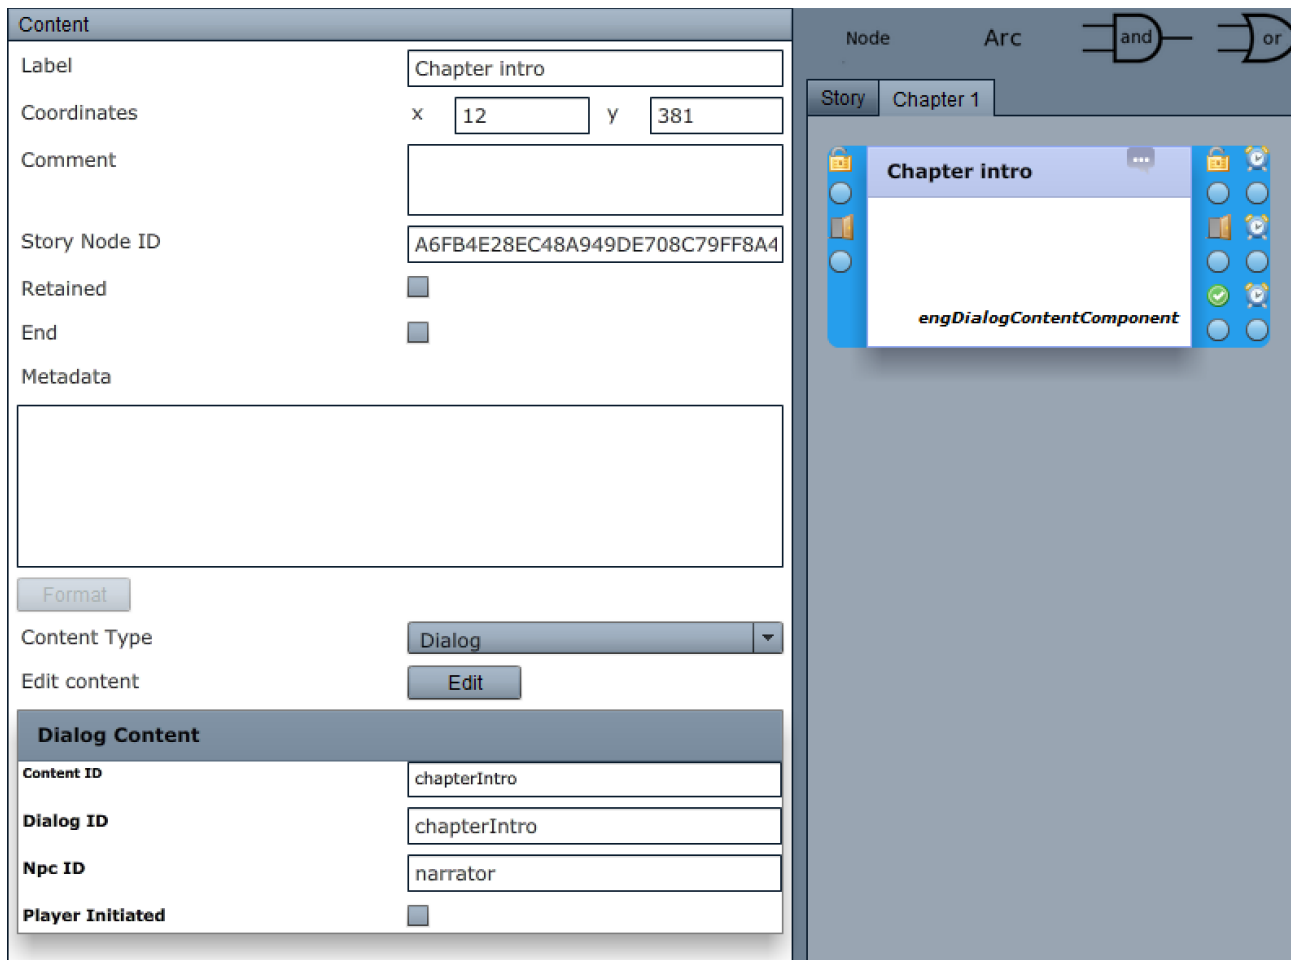 Content
Label
Chapter intro
Coordinates
x
12
y
381
Comment
Story Node ID
A6FB4E28EC48A949DE708C79FF8A4
Retained
End
Metadata
Format
Content Type
Dialog
Edit content
Edit
Dialog Content
Content ID
chapterIntro
Dialog ID
chapterIntro
Npc ID
narrator
Player Initiated
Node
Arc
and
or
Story
Chapter 1
Chapter intro
engDialogContentComponent